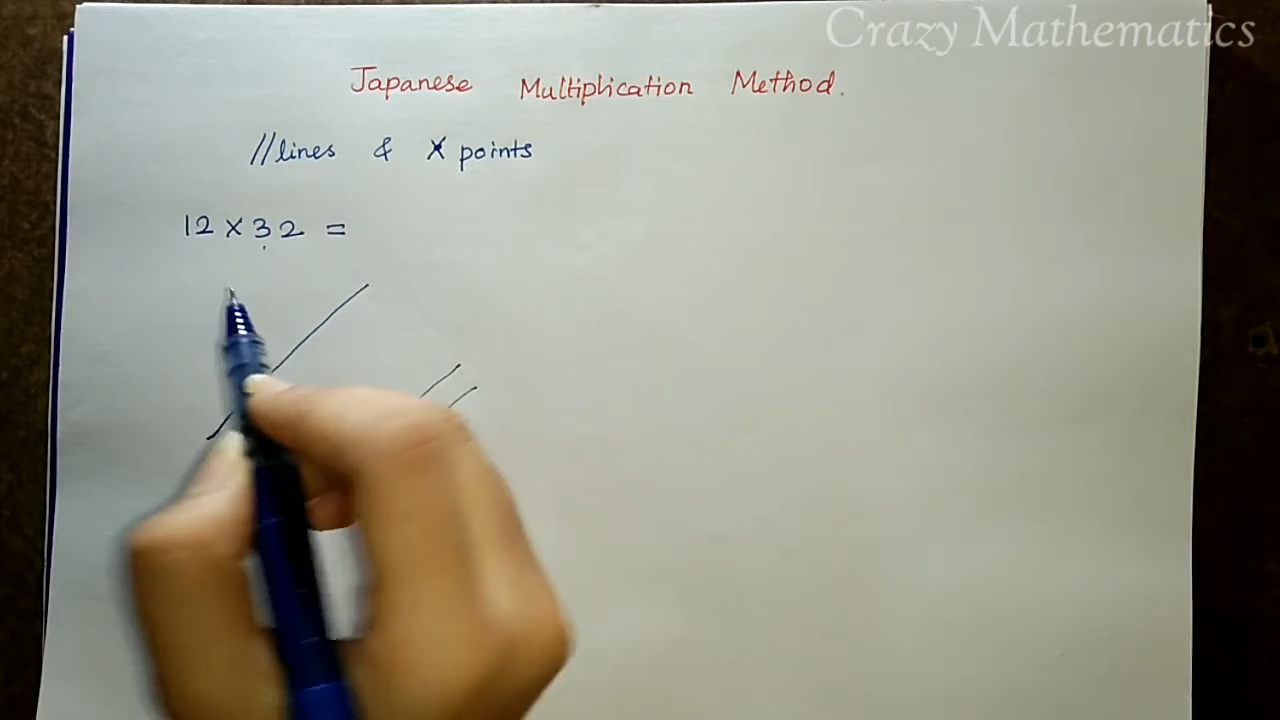 Crazy Mathematics
Japanese Multiplication Method.
// lines & X points
12 x 32 =